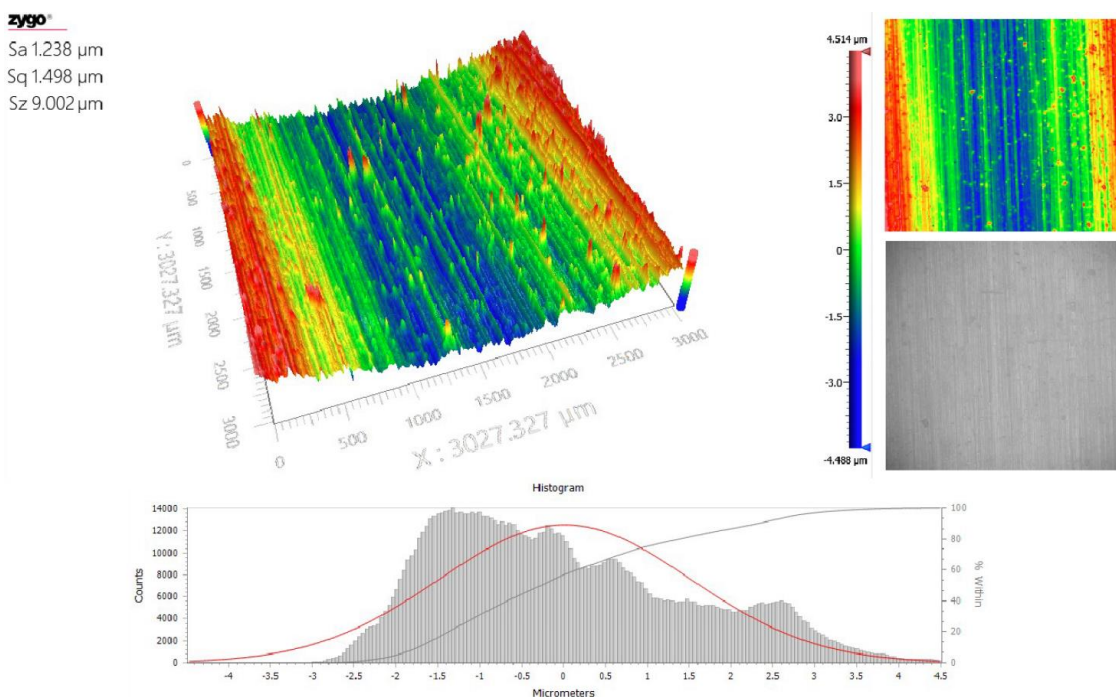 zygo®
Sa 1.238 µm
Sq 1.498 µm
Sz 9.002 µm
4.514 µm
3.0
1.5
0
-1.5
-3.0
-4.488 µm
0
500
1000
1500
2000
2500
3000
Y : 3027.327 µm
0
500
1000
1500
2000
2500
3000
X : 3027.327 µm
Histogram
14000
12000
10000
8000
6000
4000
2000
0
Counts
100
80
60
40
20
0
% Within
-4 -3.5 -3 -2.5 -2 -1.5 -1 -0.5 0 0.5 1 1.5 2 2.5 3 3.5 4 4.5
Micrometers